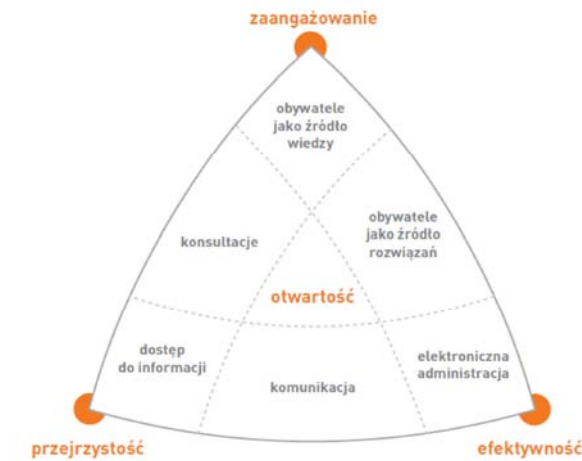 zaangażowanie
obywatele
jako źródło
wiedzy
konsultacje
obywatele
jako źródło
rozwiązań
otwartość
dostęp
do informacji
komunikacja
elektroniczna
administracja
przejrzystość
efektywność